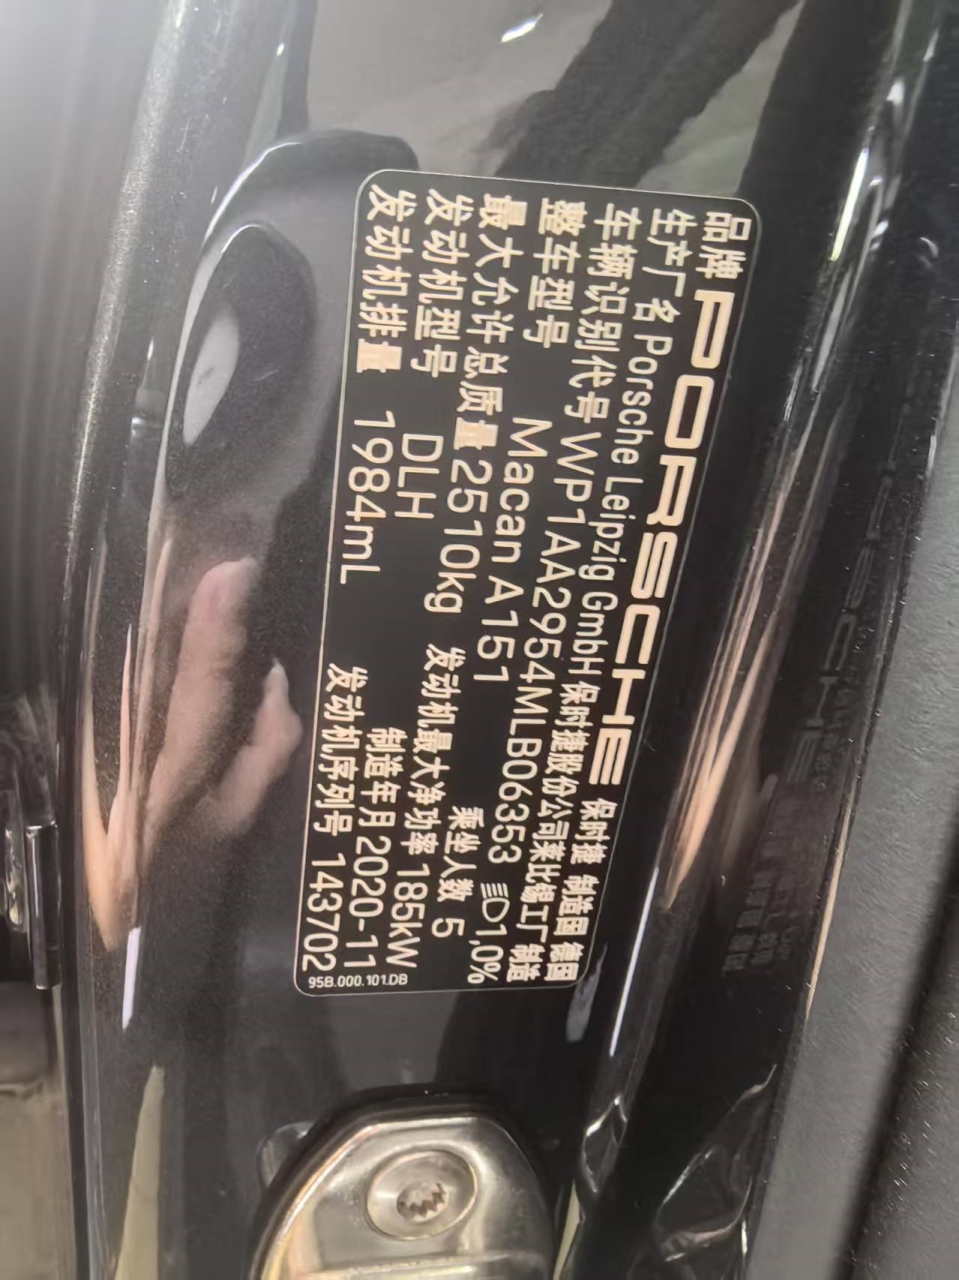 品牌 PORSCHE 保时捷 制造国 德国
生产厂名 Porsche Leipzig GmbH 保时捷股份公司莱比锡工厂 制造
车辆识别代号 WP1AA2954MLB06353 1,0%
整车型号 Macan A151 乘坐人数 5
最大允许总质量 2510kg 发动机最大净功率 185kW
发动机型号 DLH 制造年月 2020-11
发动机排量 1984mL 发动机序列号 143702
95B.000.101.DB